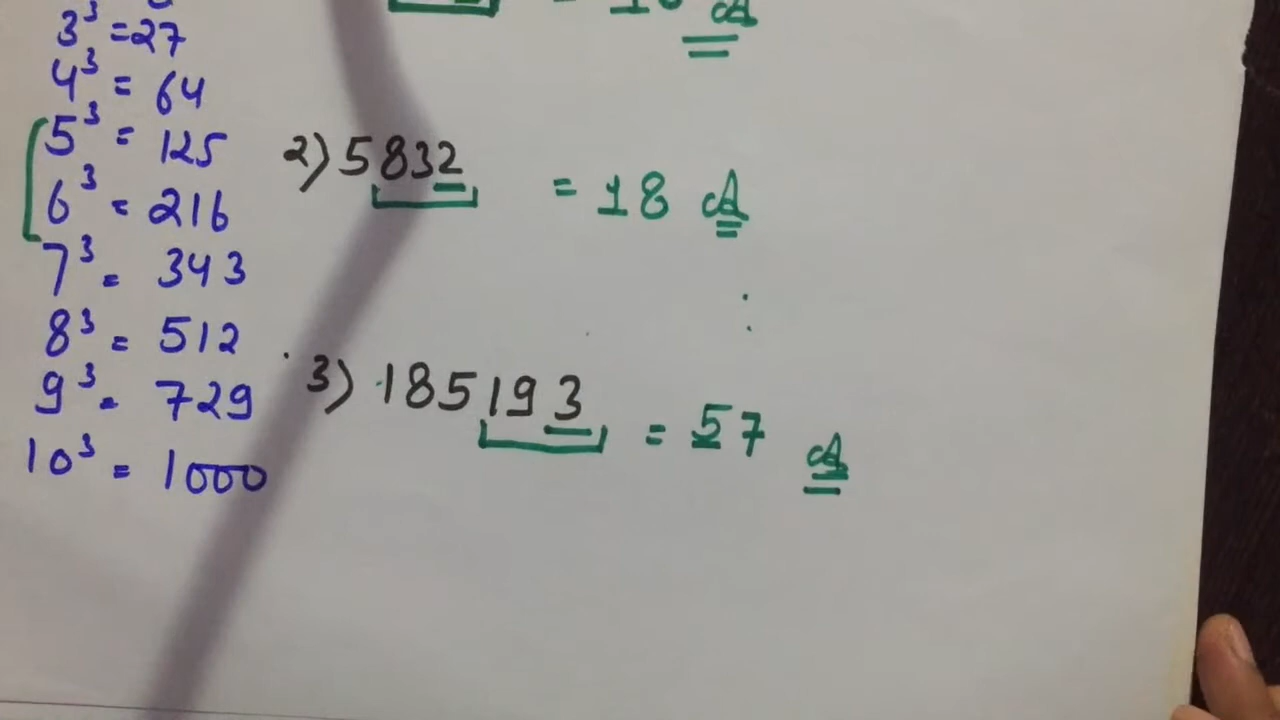 3³ = 27
4³ = 64
5³ = 125
6³ = 216
7³ = 343
8³ = 512
9³ = 729
10³ = 1000
2) 5832 = 18 A
3) 185193 = 57 A